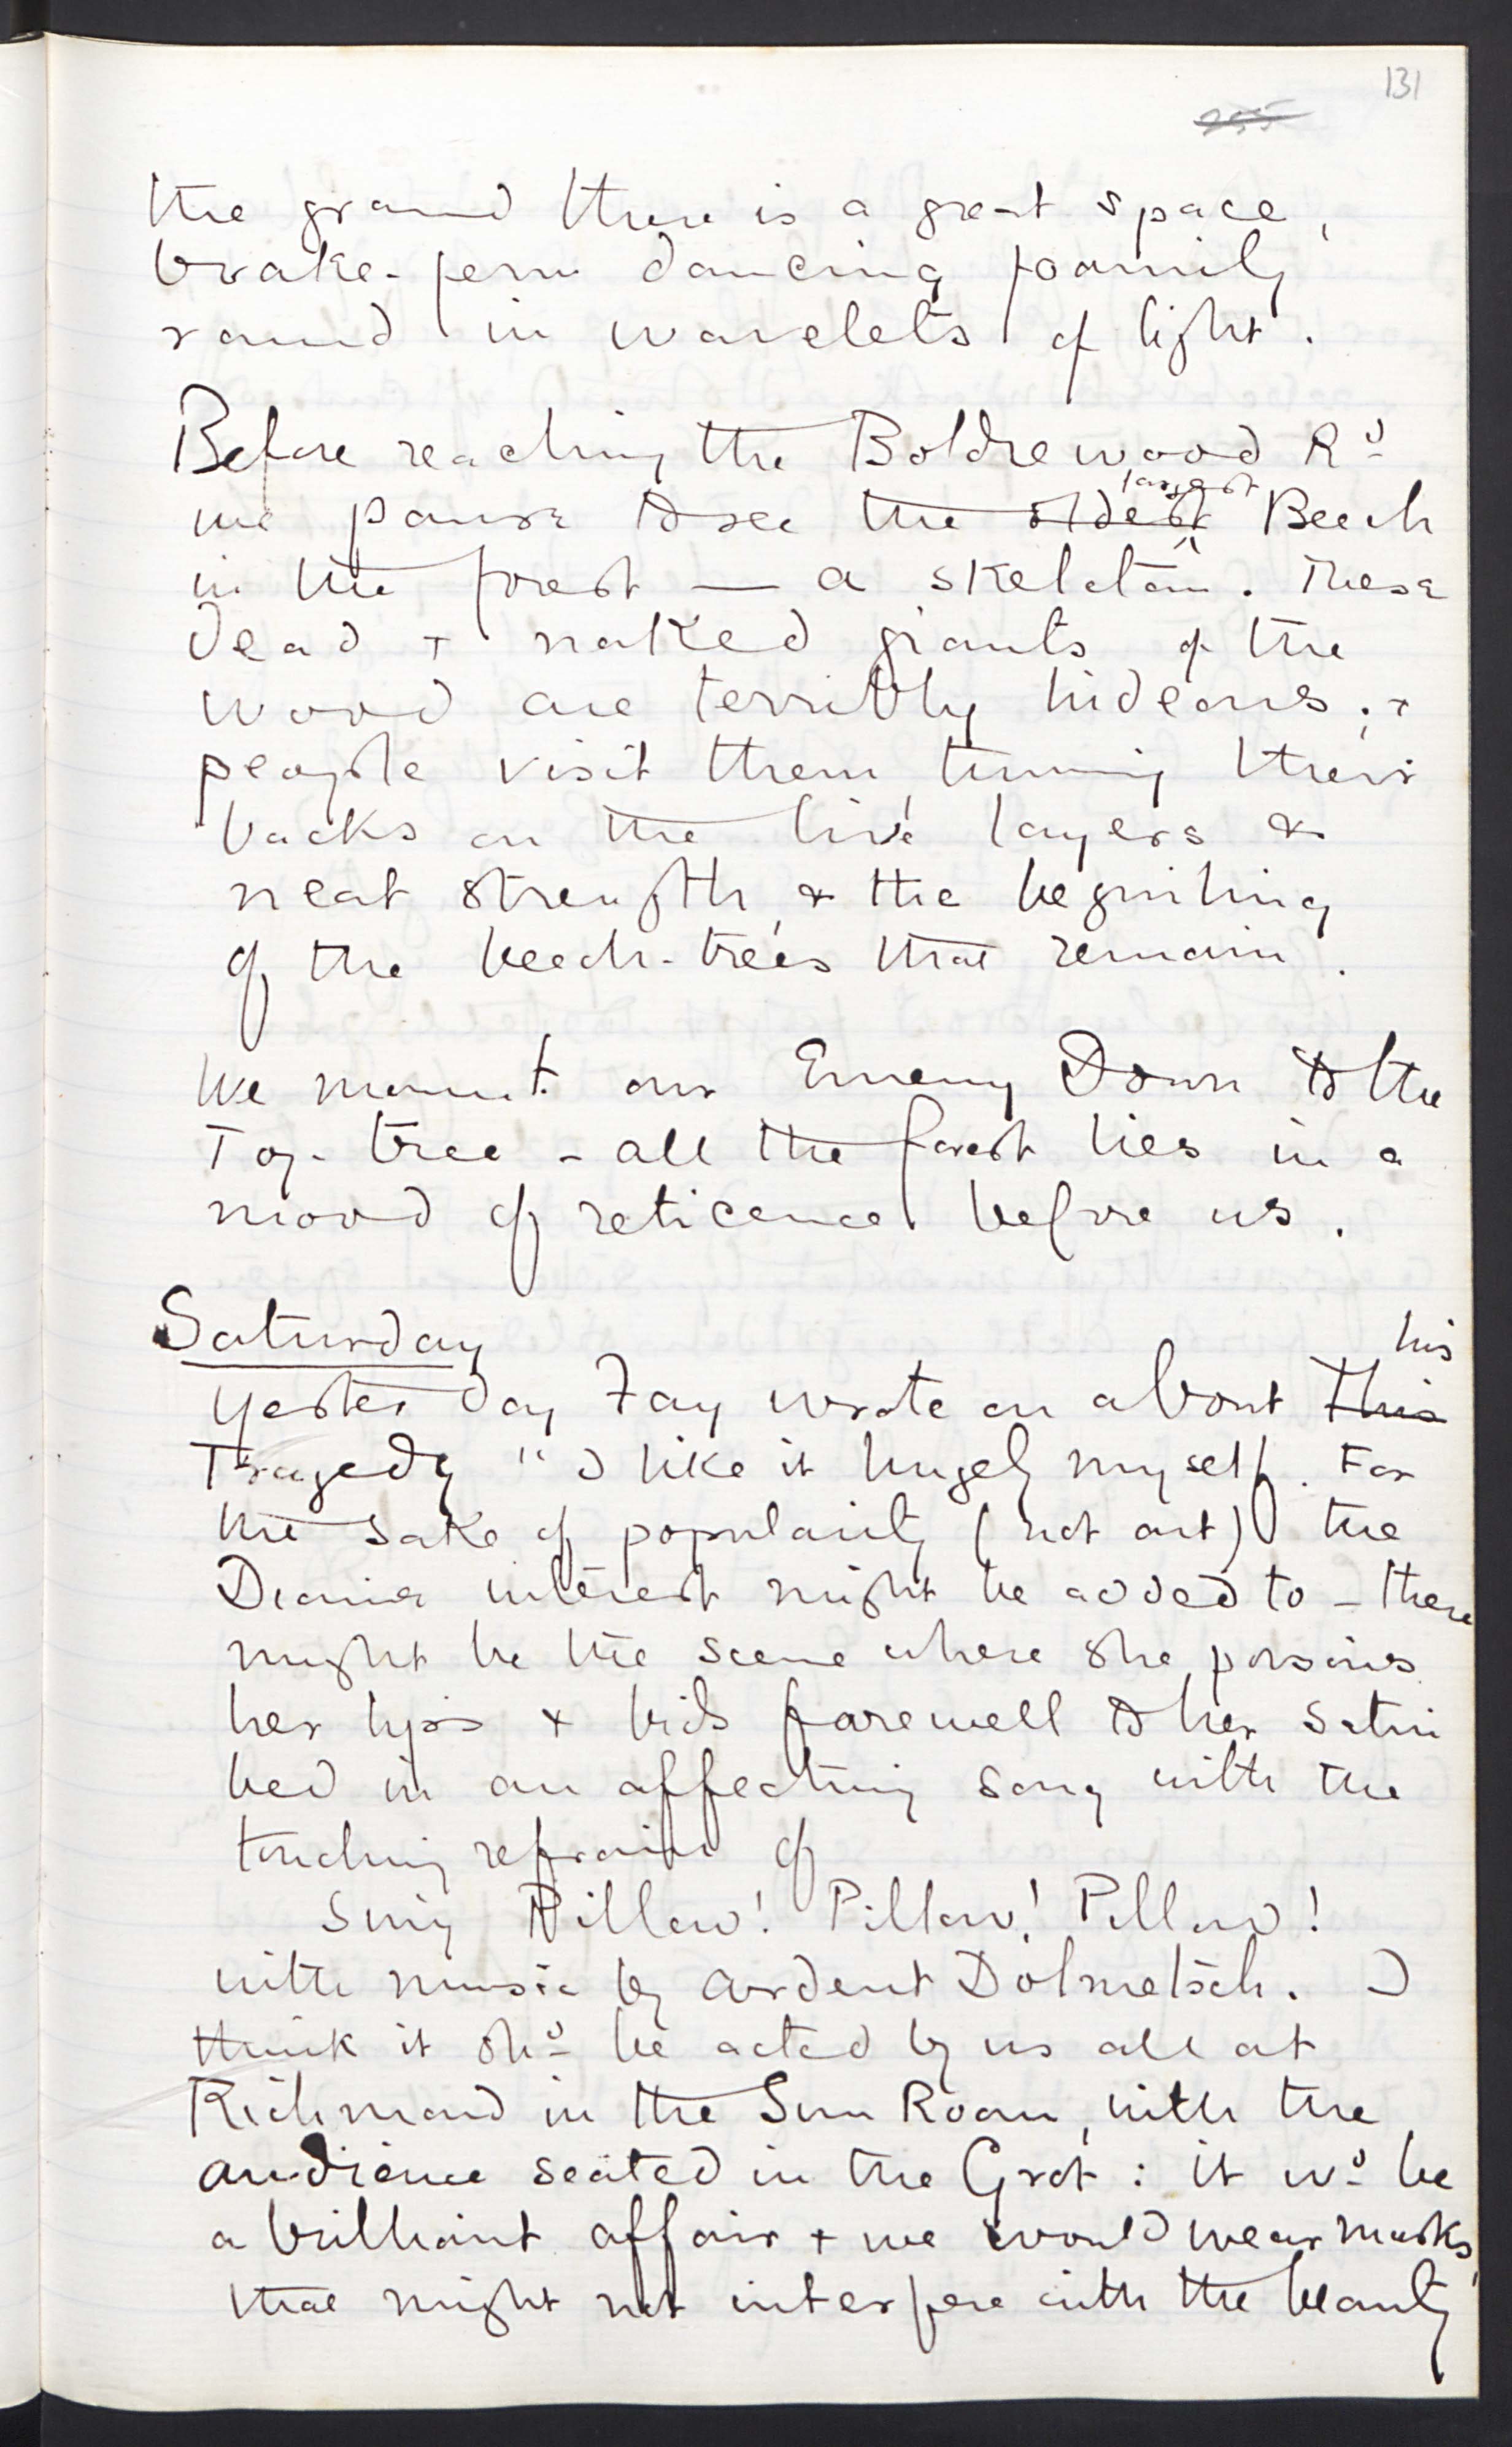 131
255
the ground there is a great space,
brake-fern dancing foamily
round in wavelets of light.
Before reaching the Boldrewood Rd
we pause to see the oldest largest Beech
in the forest — a skeleton. These
dead + naked giants of the
wood are terribly hideous; +
people visit them, turning their
backs on the live layers &
neat strength, & the beguiling
of the beech-trees that remain.
We mount our Emery Down to the
Top-tree - all the forest lies in a
mood of reticence before us.
Saturday
Yesterday Fay wrote on about this his
Tragedy "I like it hugely myself. For
the sake of popularity (not art) the
interest might be added to - there
might be the scene where she poisons
her lips & bids farewell to her satin
bed in an affecting song with the
touching refrain of
Sing Pillow! Pillow! Pillow!
with music by ardent Dolmetsch. I
think it shd be acted by us all at
Richmond in the Sun Room, with the
audience seated in the Grot: it wd be
a brilliant affair + we would wear masks,
that might not interfere with the beauty